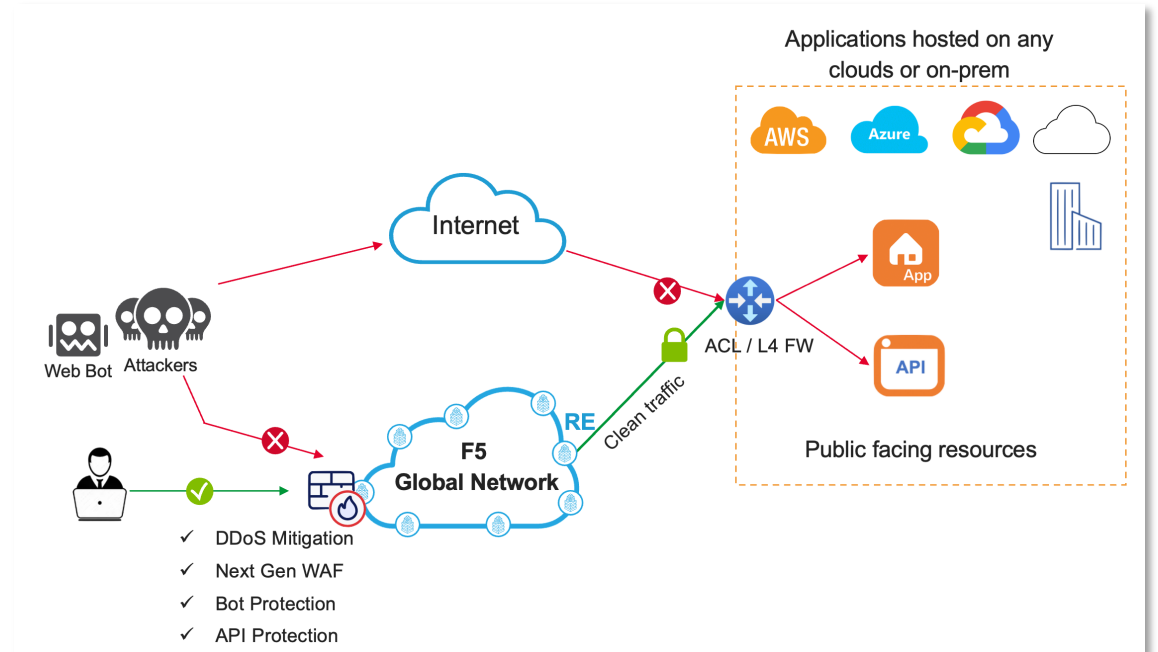 Applications hosted on any
clouds or on-prem
AWS
Azure
Internet
App
Web Bot
Attackers
ACL / L4 FW
API
RE
Clean traffic
F5
Global Network
Public facing resources
✓ DDoS Mitigation
✓ Next Gen WAF
✓ Bot Protection
✓ API Protection